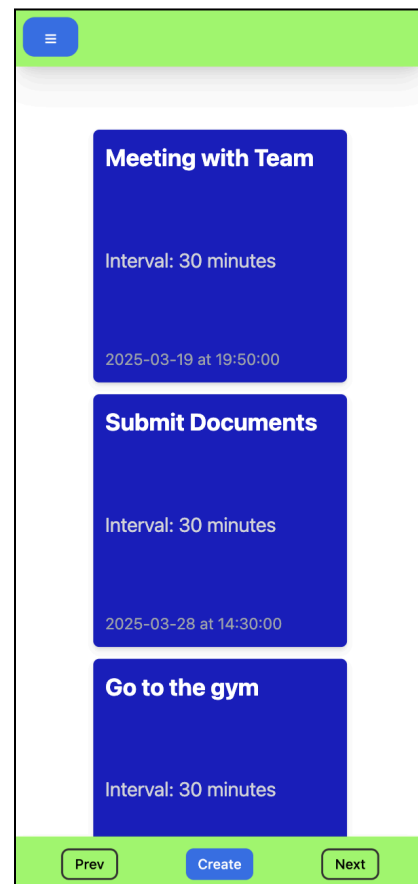 Meeting with Team
Interval: 30 minutes
2025-03-19 at 19:50:00
Submit Documents
Interval: 30 minutes
2025-03-28 at 14:30:00
Go to the gym
Interval: 30 minutes
Prev Create Next